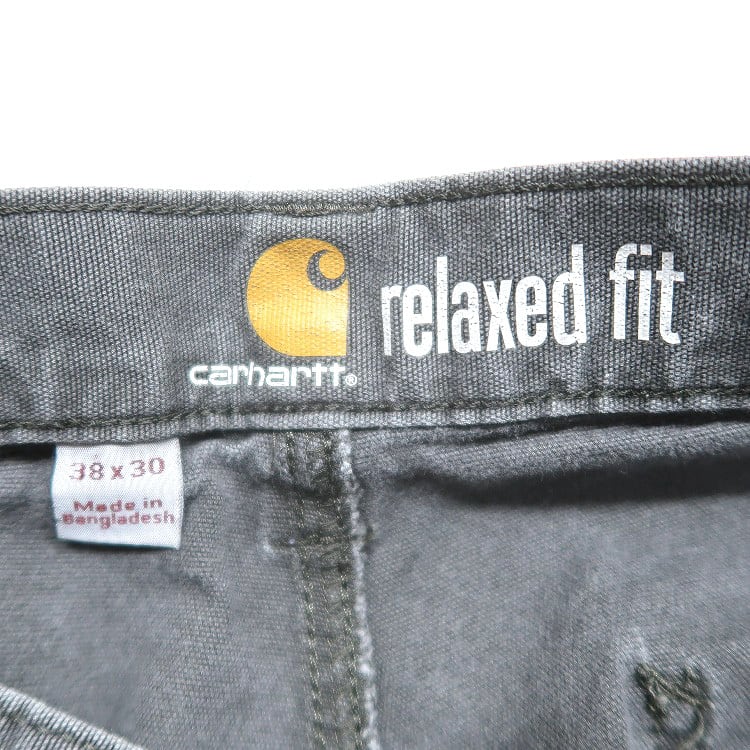 relaxed fit
carhartt®
38 x 30
Made in
Bangladesh